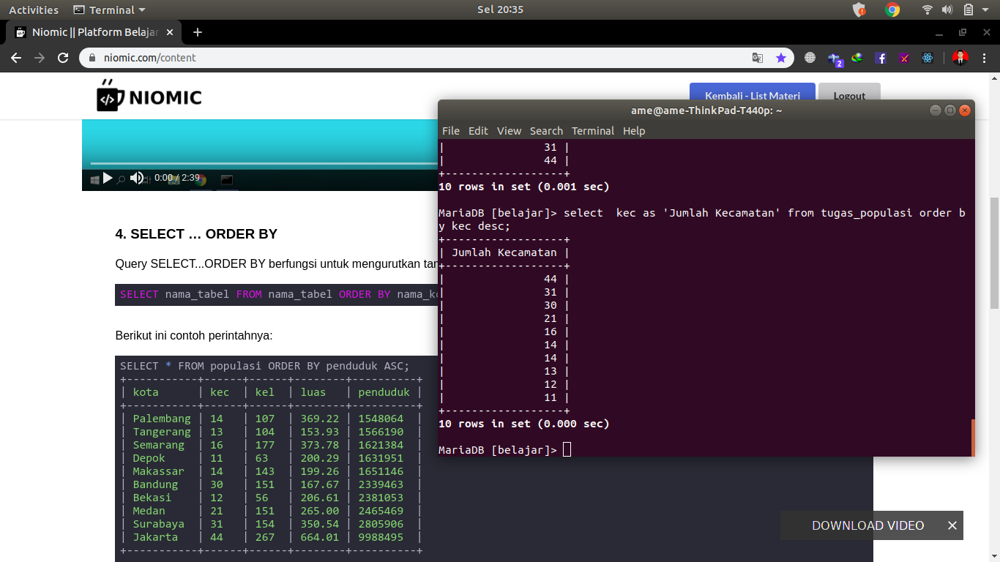 Activities Terminal Sel 20:35
Niomic || Platform Belajar
niomic.com/content
2
NIOMIC
Kembali - List Materi Logout
0:00 / 2:39
4. SELECT … ORDER BY
Query SELECT...ORDER BY berfungsi untuk mengurutkan
SELECT nama_tabel FROM nama_tabel ORDER BY
Berikut ini contoh perintahnya:
SELECT * FROM populasi ORDER BY penduduk ASC;
+-----------+------+------+--------+----------+
| kota | kec | kel | luas | penduduk |
+-----------+------+------+--------+----------+
| Palembang | 14 | 107 | 369.22 | 1548064 |
| Tangerang | 13 | 104 | 153.93 | 1566190 |
| Semarang | 16 | 177 | 373.78 | 1621384 |
| Depok | 11 | 63 | 200.29 | 1631951 |
| Makassar | 14 | 143 | 199.26 | 1651146 |
| Bandung | 30 | 151 | 167.67 | 2339463 |
| Bekasi | 12 | 56 | 206.61 | 2381053 |
| Medan | 21 | 151 | 265.00 | 2465469 |
| Surabaya | 31 | 154 | 350.54 | 2805906 |
| Jakarta | 44 | 267 | 664.01 | 9988495 |
+-----------+------+------+--------+----------+
ame@ame-ThinkPad-T440p: ~
File Edit View Search Terminal Help
| 31 |
| 44 |
+------------------+
10 rows in set (0.001 sec)
MariaDB [belajar]> select  kec as 'Jumlah Kecamatan' from tugas_populasi order b
y kec desc;
+------------------+
| Jumlah Kecamatan |
+------------------+
| 44 |
| 31 |
| 30 |
| 21 |
| 16 |
| 14 |
| 14 |
| 13 |
| 12 |
| 11 |
+------------------+
10 rows in set (0.000 sec)
MariaDB [belajar]>
DOWNLOAD VIDEO